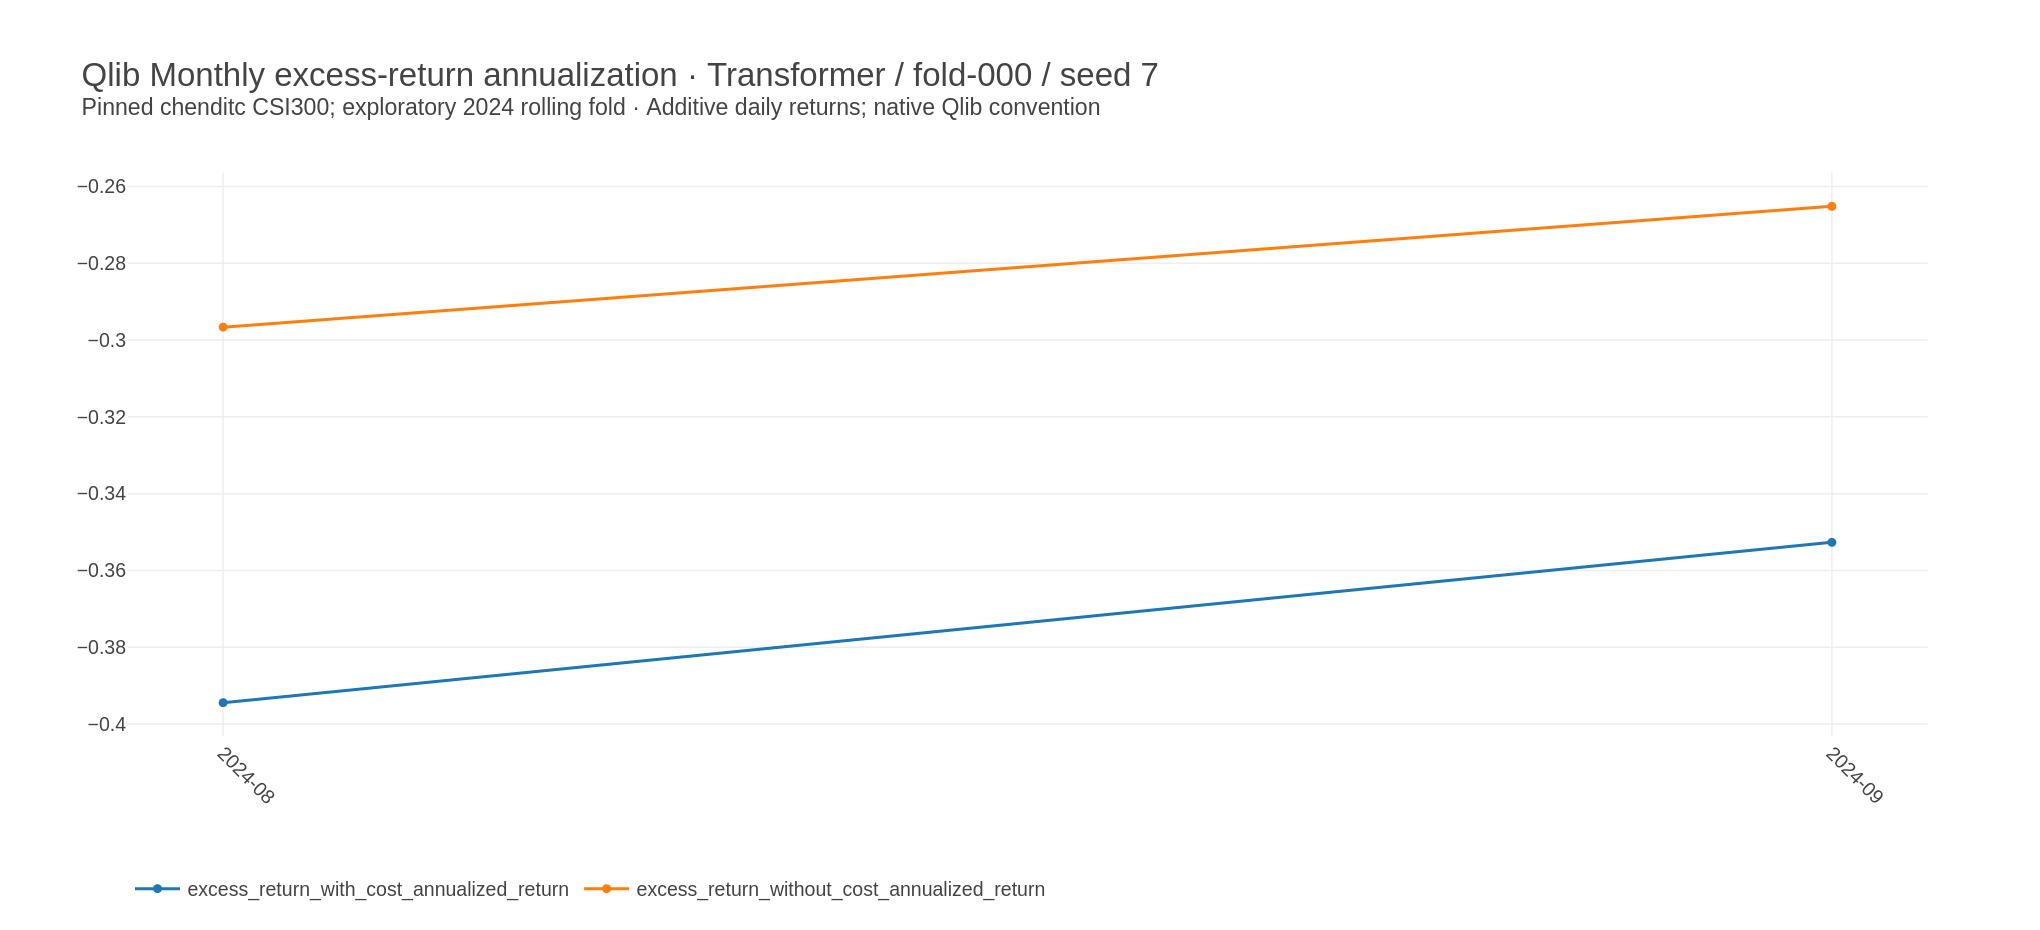 Qlib Monthly excess-return annualization · Transformer / fold-000 / seed 7
Pinned chenditc CSI300; exploratory 2024 rolling fold · Additive daily returns; native Qlib convention
−0.26
−0.28
−0.3
−0.32
−0.34
−0.36
−0.38
−0.4
2024-08
2024-09
excess_return_with_cost_annualized_return
excess_return_without_cost_annualized_return